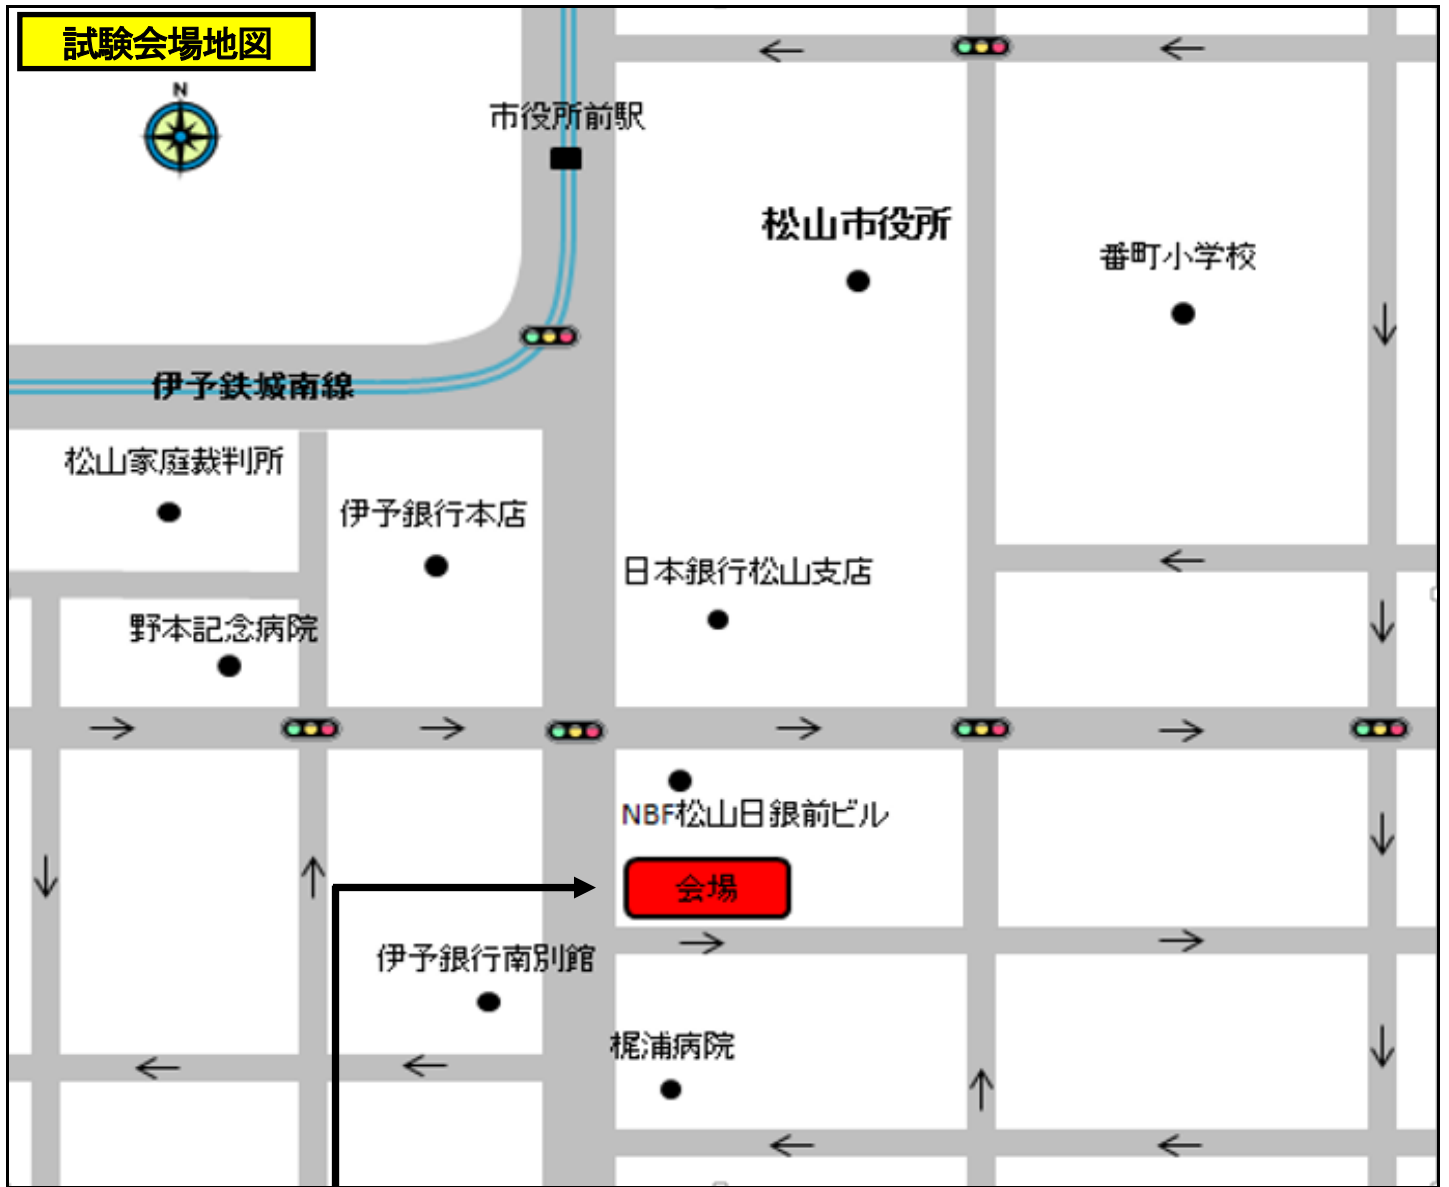 試験会場地図
N
市役所前駅
松山市役所
番町小学校
伊予鉄城南線
松山家庭裁判所
伊予銀行本店
日本銀行松山支店
野本記念病院
NBF松山日銀前ビル
会場
伊予銀行南別館
梶浦病院